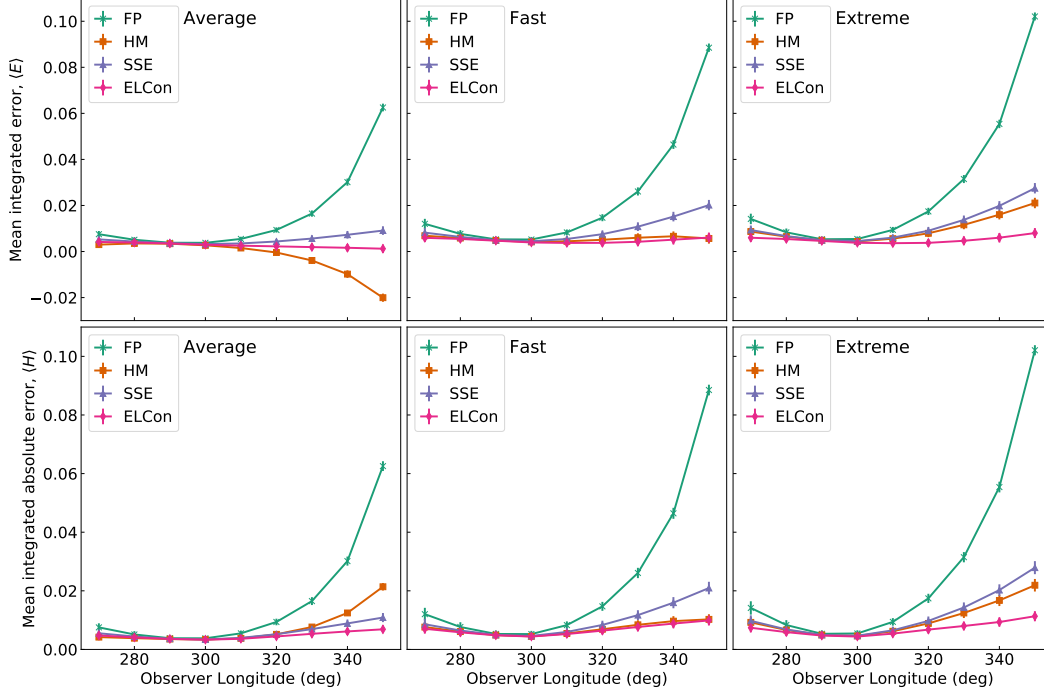 Average
FP
HM
SSE
ELCon
Fast
FP
HM
SSE
ELCon
Extreme
FP
HM
SSE
ELCon
Mean integrated error, ⟨E⟩
0.10
0.08
0.06
0.04
0.02
0.00
−0.02
Average
FP
HM
SSE
ELCon
Fast
FP
HM
SSE
ELCon
Extreme
FP
HM
SSE
ELCon
Mean integrated absolute error, ⟨H⟩
0.10
0.08
0.06
0.04
0.02
0.00
280 300 320 340
280 300 320 340
280 300 320 340
Observer Longitude (deg)
Observer Longitude (deg)
Observer Longitude (deg)